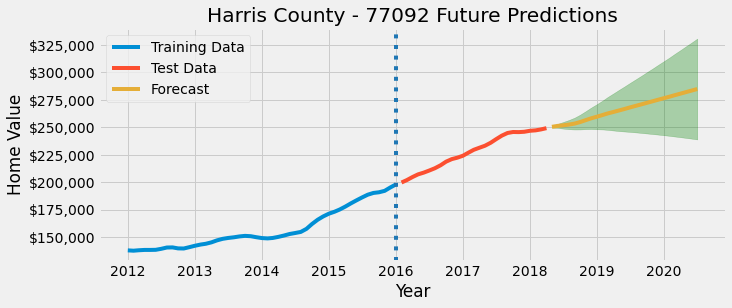 Harris County - 77092 Future Predictions
Training Data
Test Data
Forecast
Home Value
$325,000
$300,000
$275,000
$250,000
$225,000
$200,000
$175,000
$150,000
2012 2013 2014 2015 2016 2017 2018 2019 2020
Year